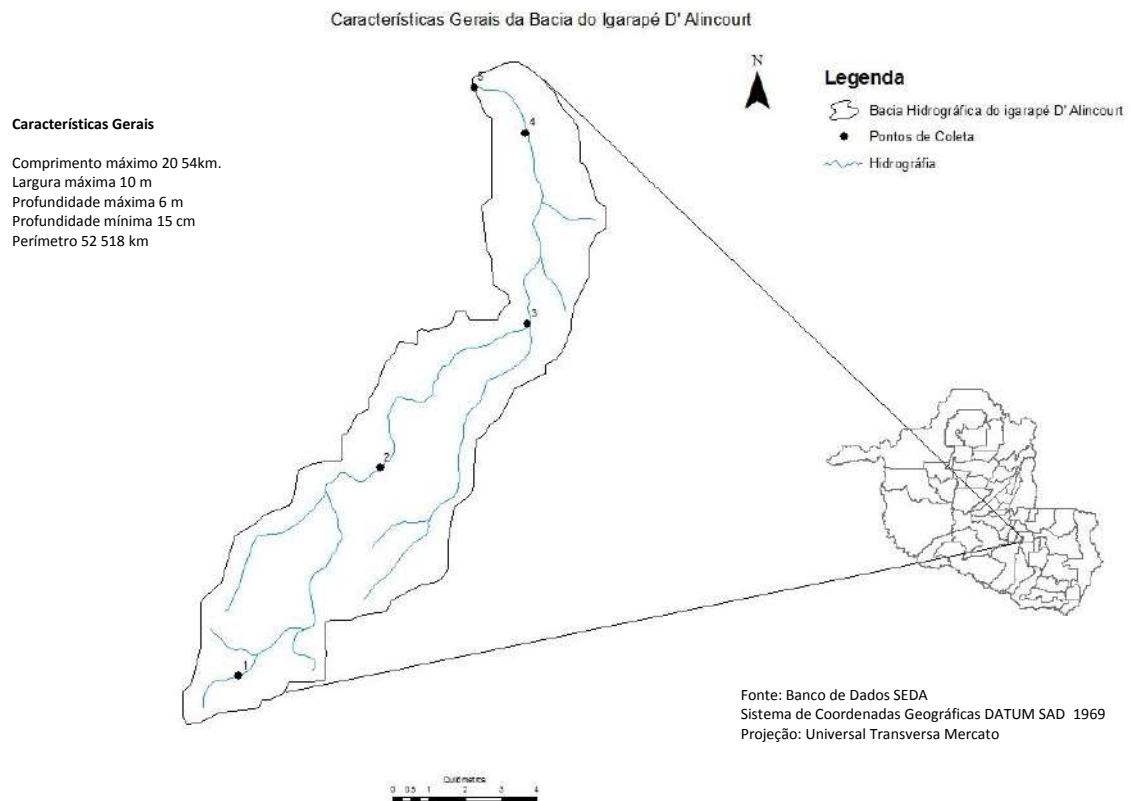 Características Gerais da Bacia do Igarapé D' Alincourt
N
Legenda
Bacia Hidrográfica do igarapé D' Alincourt
Pontos de Coleta
Hidrográfia
Características Gerais
Comprimento máximo 20 54km.
Largura máxima 10 m
Profundidade máxima 6 m
Profundidade mínima 15 cm
Perímetro 52 518 km
5
4
3
2
1
Fonte: Banco de Dados SEDA
Sistema de Coordenadas Geográficas DATUM SAD 1969
Projeção: Universal Transversa Mercato
Quilômetros
0 0.5 1 2 3 4